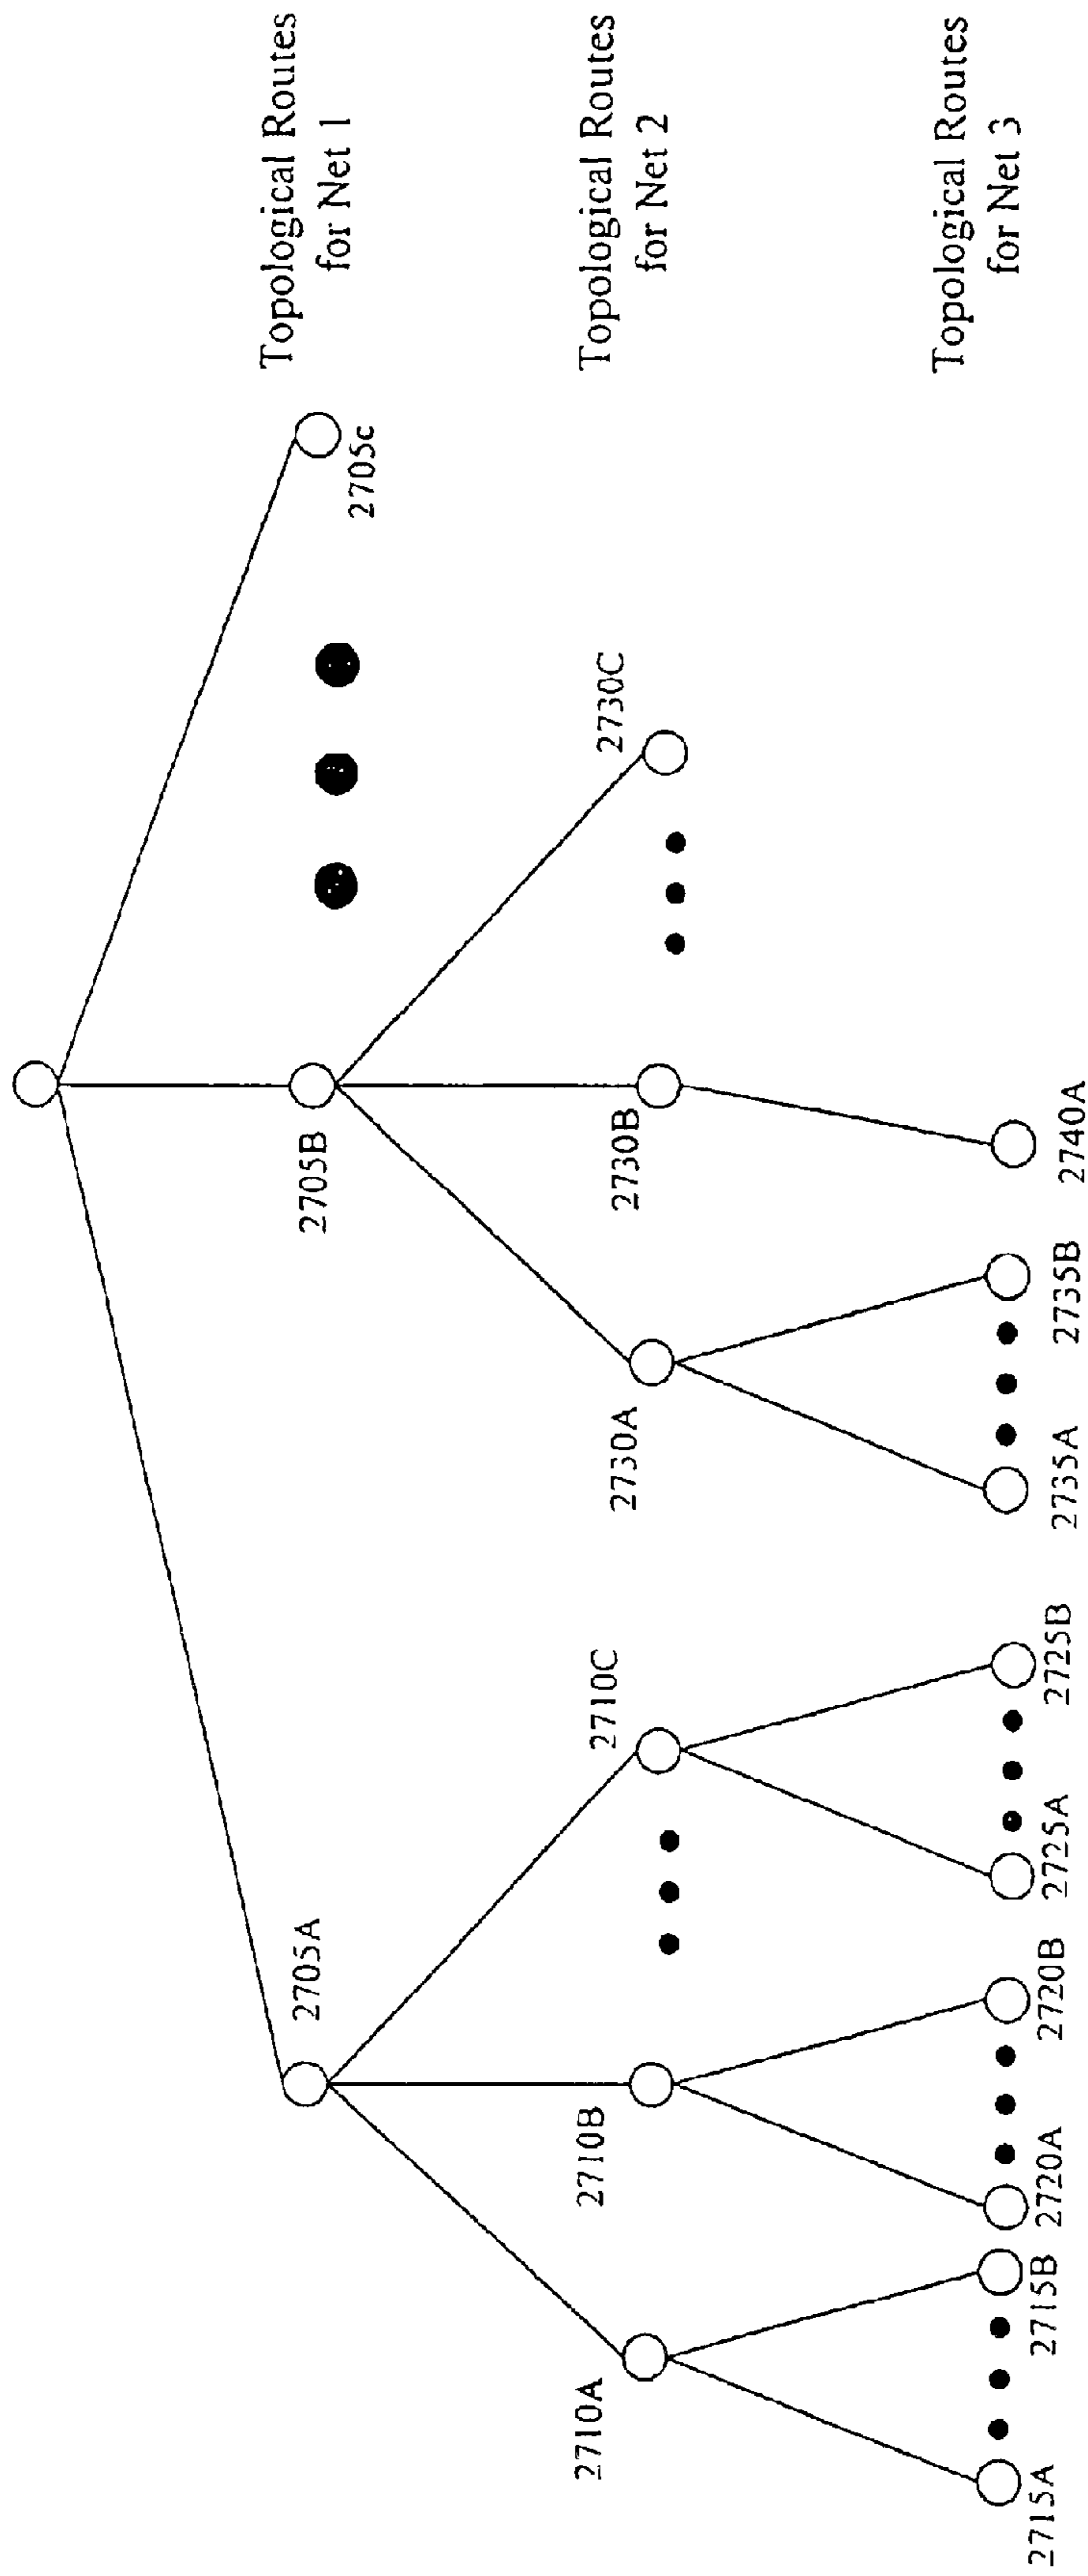 Topological Routes
for Net 1
2705A
2705B
2705c
Topological Routes
for Net 2
2710A
2710B
2710C
2730A
2730B
2730C
Topological Routes
for Net 3
2715A
2715B
2720A
2720B
2725A
2725B
2735A
2735B
2740A